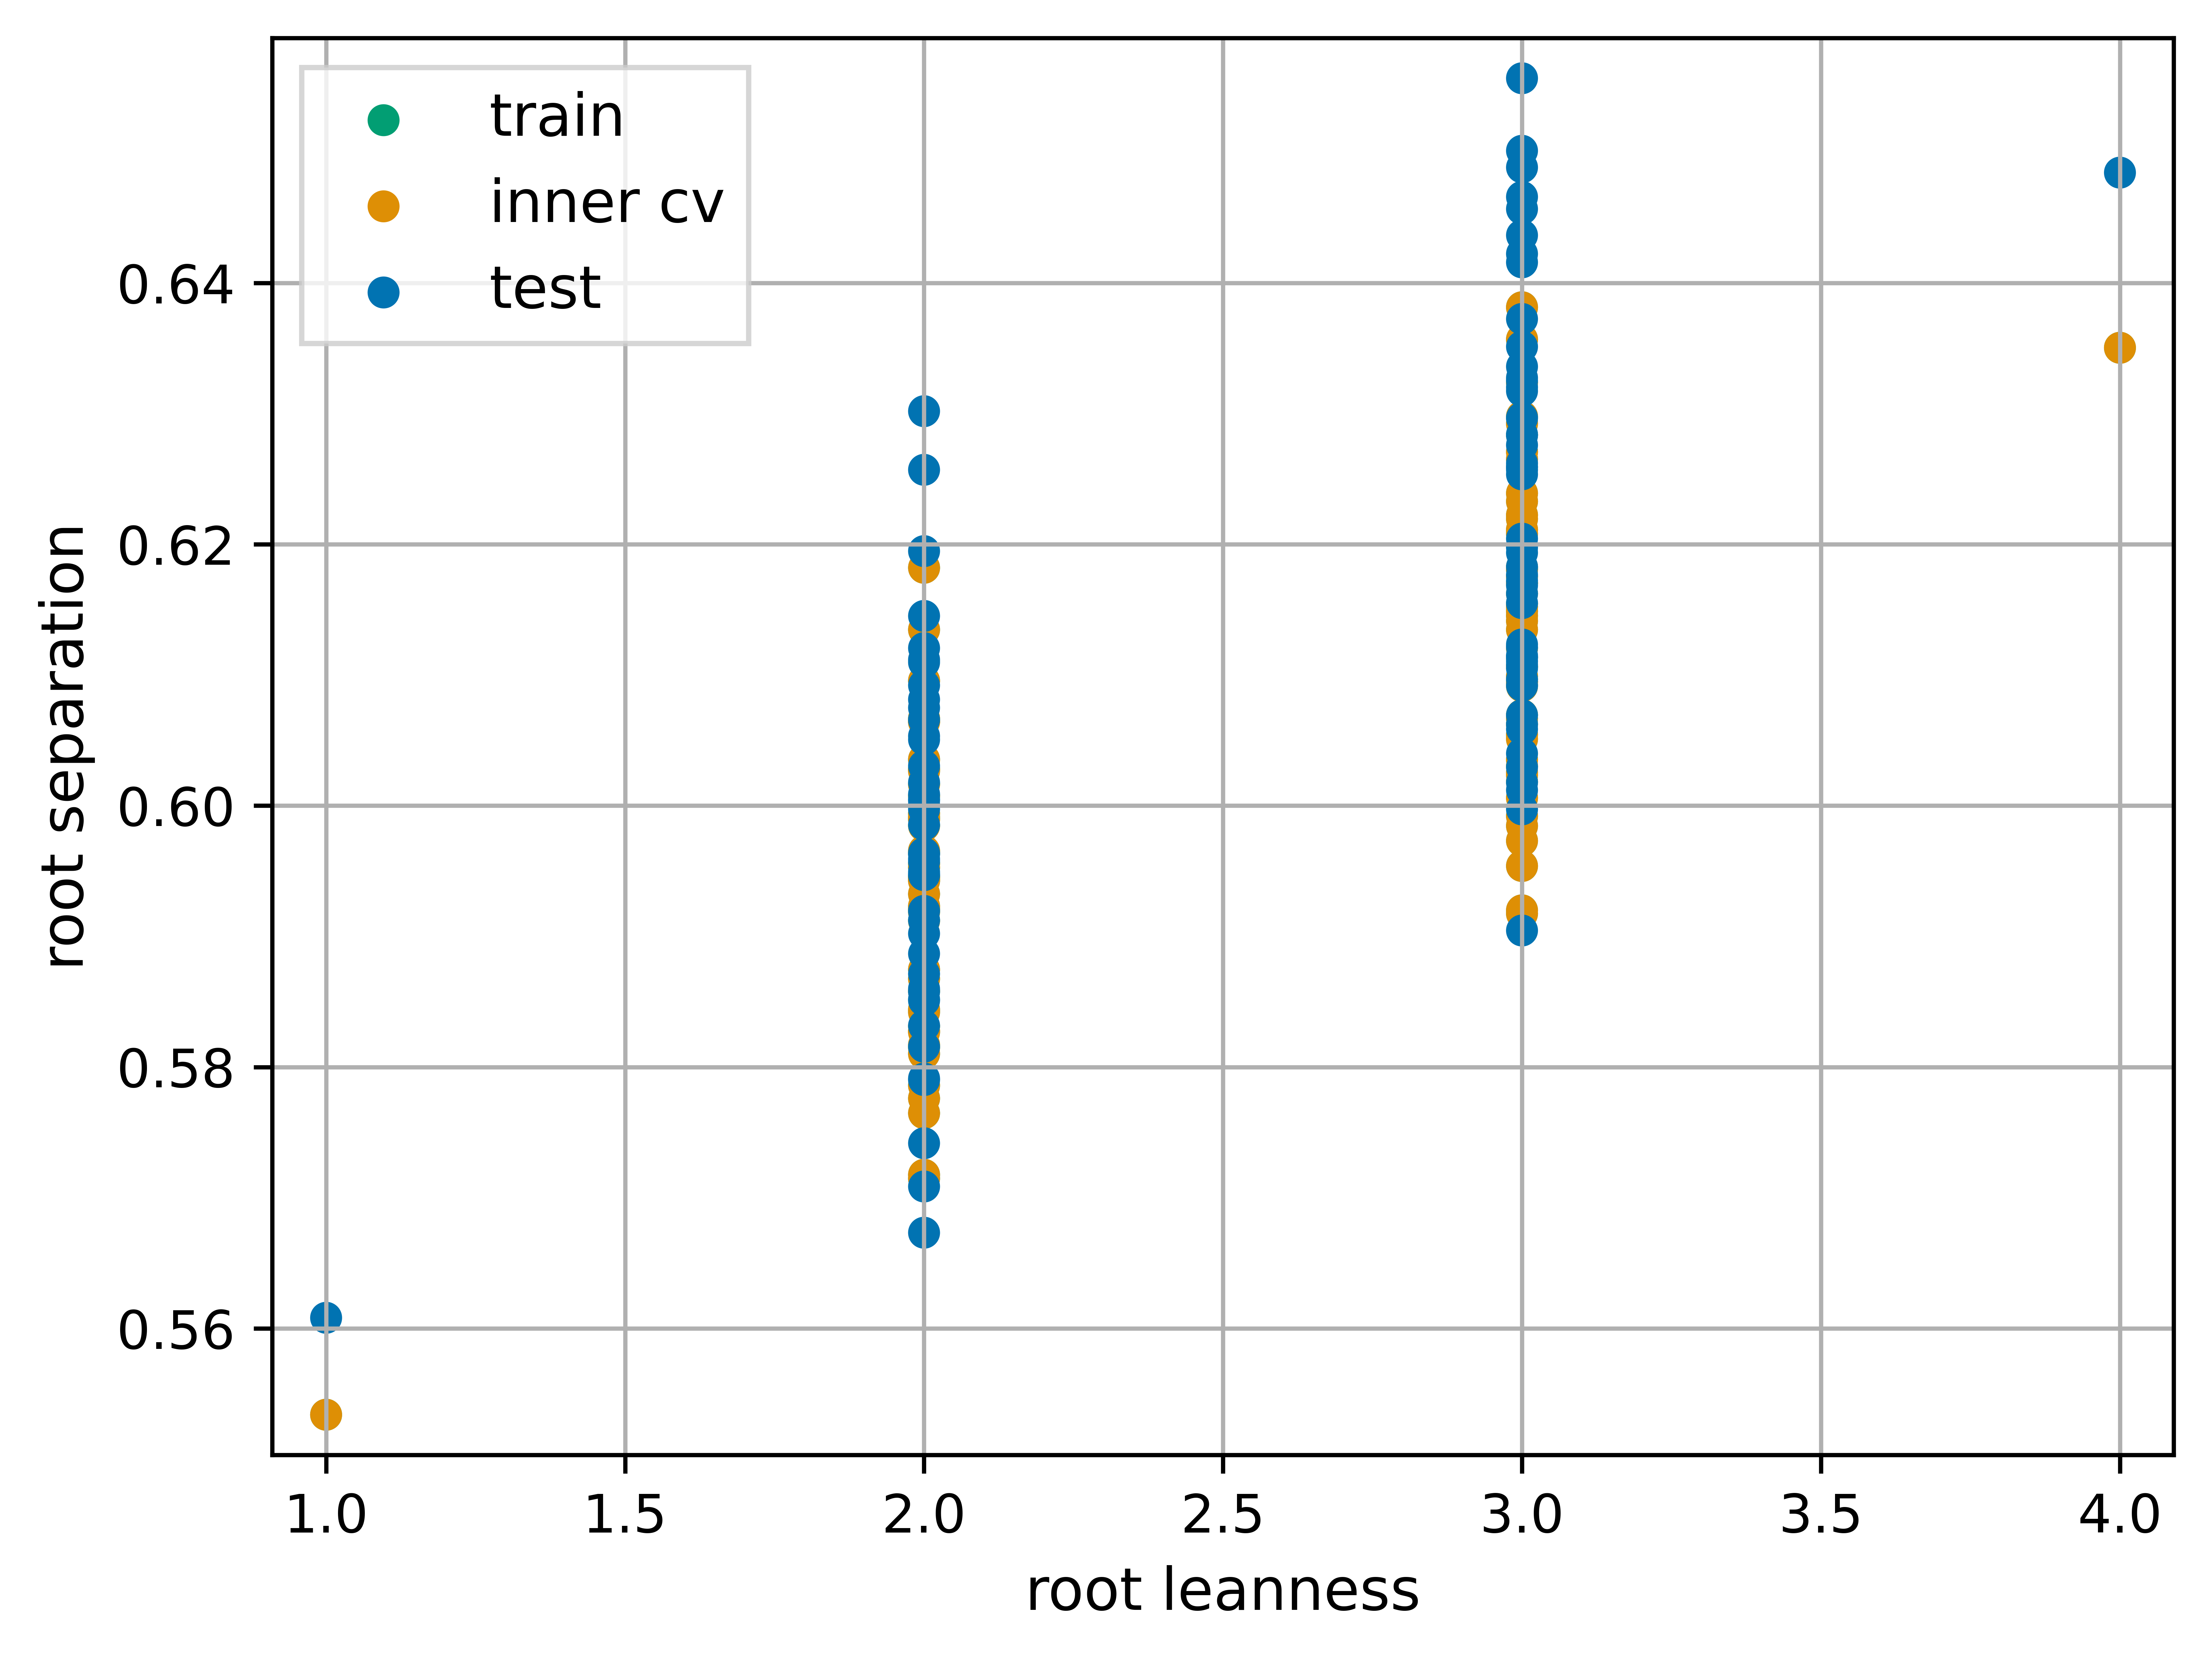 train
inner cv
test
0.64
0.62
0.60
0.58
0.56
root separation
1.0 1.5 2.0 2.5 3.0 3.5 4.0
root leanness